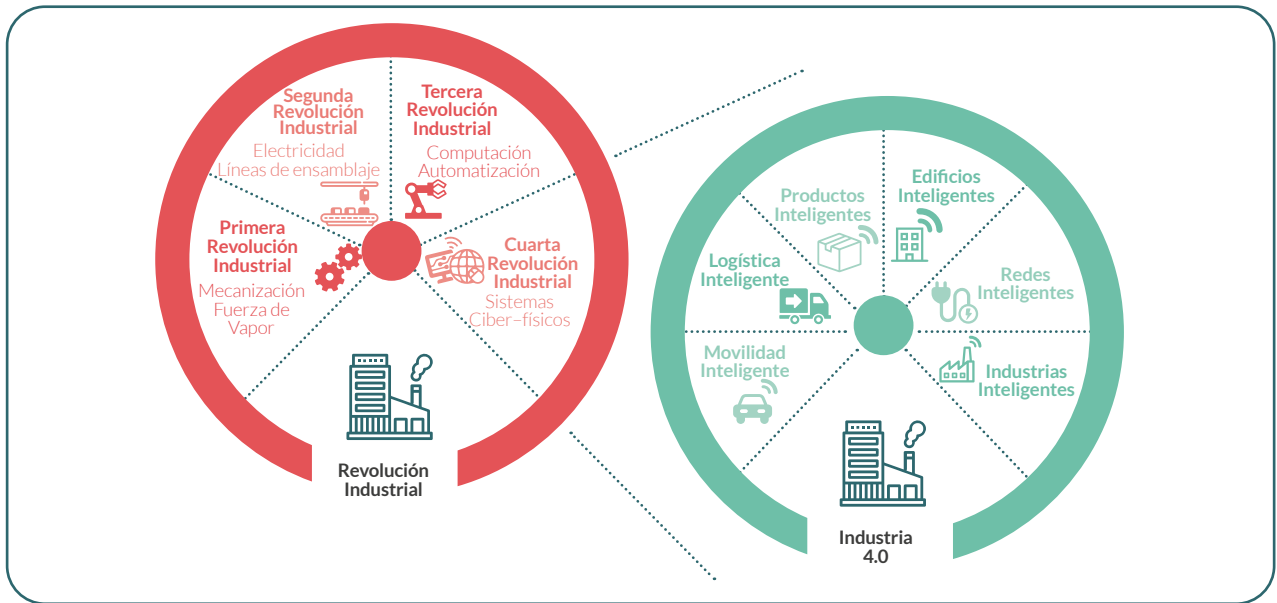 Segunda
Revolución
Industrial
Electricidad
Líneas de ensamblaje
Tercera
Revolución
Industrial
Computación
Automatización
Primera
Revolución
Industrial
Mecanización
Fuerza de
Vapor
Cuarta
Revolución
Industrial
Sistemas
Ciber–físicos
Revolución
Industrial
Productos
Inteligentes
Edificios
Inteligentes
Logística
Inteligente
Redes
Inteligentes
Movilidad
Inteligente
Industrias
Inteligentes
Industria
4.0